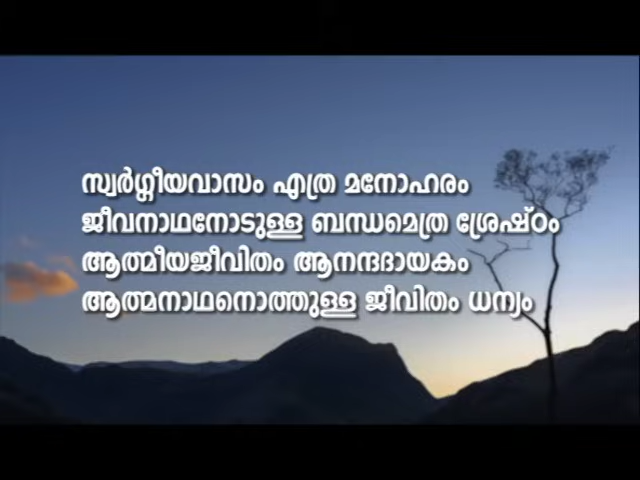 സ്വർഗ്ഗീയവാസം എത്ര മനോഹരം
ജീവനാഥനോടുള്ള ബന്ധമെത്ര ശ്രേഷ്ഠം
ആത്മീയജീവിതം ആനന്ദദായകം
ആത്മനാഥനൊത്തുള്ള ജീവിതം ധന്യം